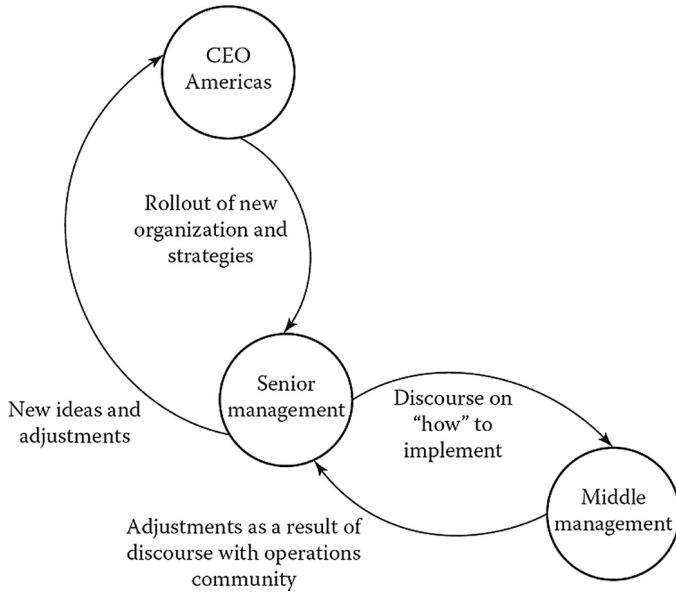 CEO
Americas
Rollout of new
organization and
strategies
Senior
management
New ideas and
adjustments
Discourse on
“how” to
implement
Middle
management
Adjustments as a result of
discourse with operations
community